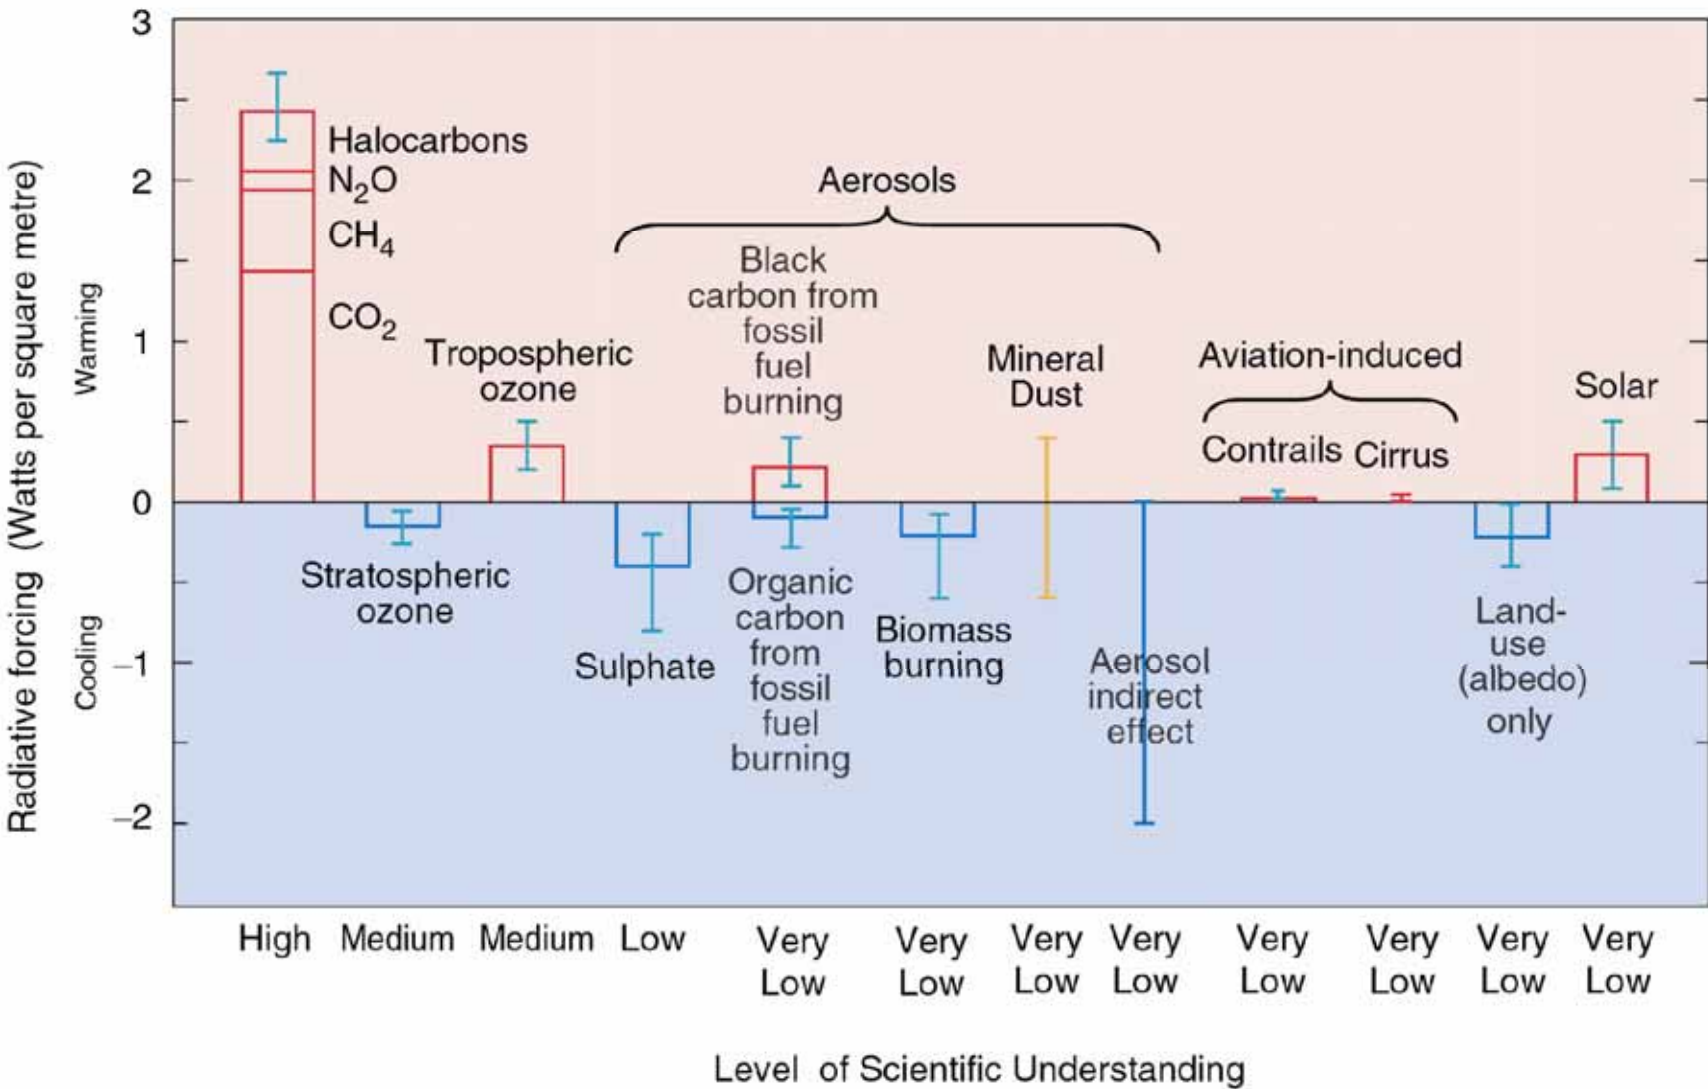 Radiative forcing (Watts per square metre)
Warming
Cooling
3
2
1
0
–1
–2
Halocarbons
N₂O
CH₄
CO₂
Stratospheric
ozone
Tropospheric
ozone
Aerosols
Sulphate
Black
carbon from
fossil
fuel
burning
Organic
carbon
from
fossil
fuel
burning
Biomass
burning
Mineral
Dust
Aerosol
indirect
effect
Aviation-induced
Contrails Cirrus
Land-
use
(albedo)
only
Solar
High Medium Medium Low Very Very Very Very Very Very Very Very
Low Low Low Low Low Low Low Low
Level of Scientific Understanding